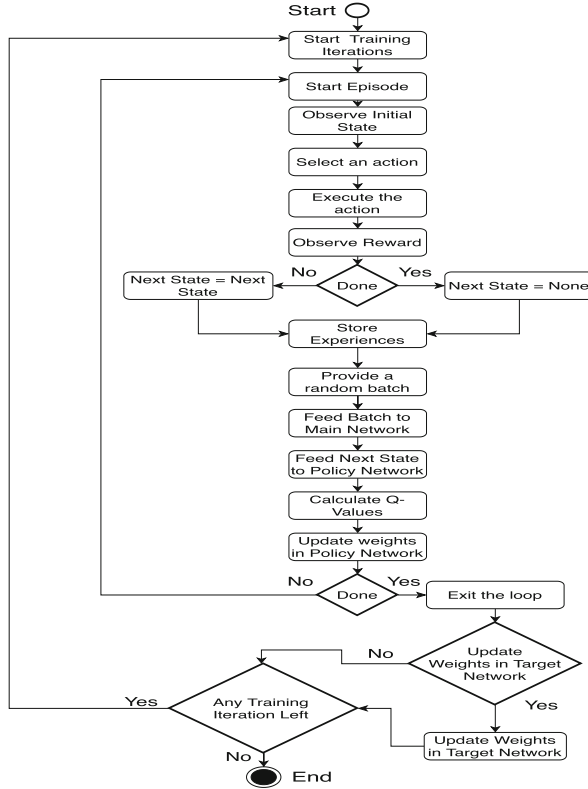 Start
Start Training
Iterations
Start Episode
Observe Initial
State
Select an action
Execute the
action
Observe Reward
No
Yes
Next State = Next
State
Done
Next State = None
Store
Experiences
Provide a
random batch
Feed Batch to
Main Network
Feed Next State
to Policy Network
Calculate Q-
Values
Update weights
in Policy Network
No
Yes
Done
Exit the loop
No
Update
Weights in Target
Network
Yes
Yes
Any Training
Iteration Left
Update Weights
in Target Network
No
End